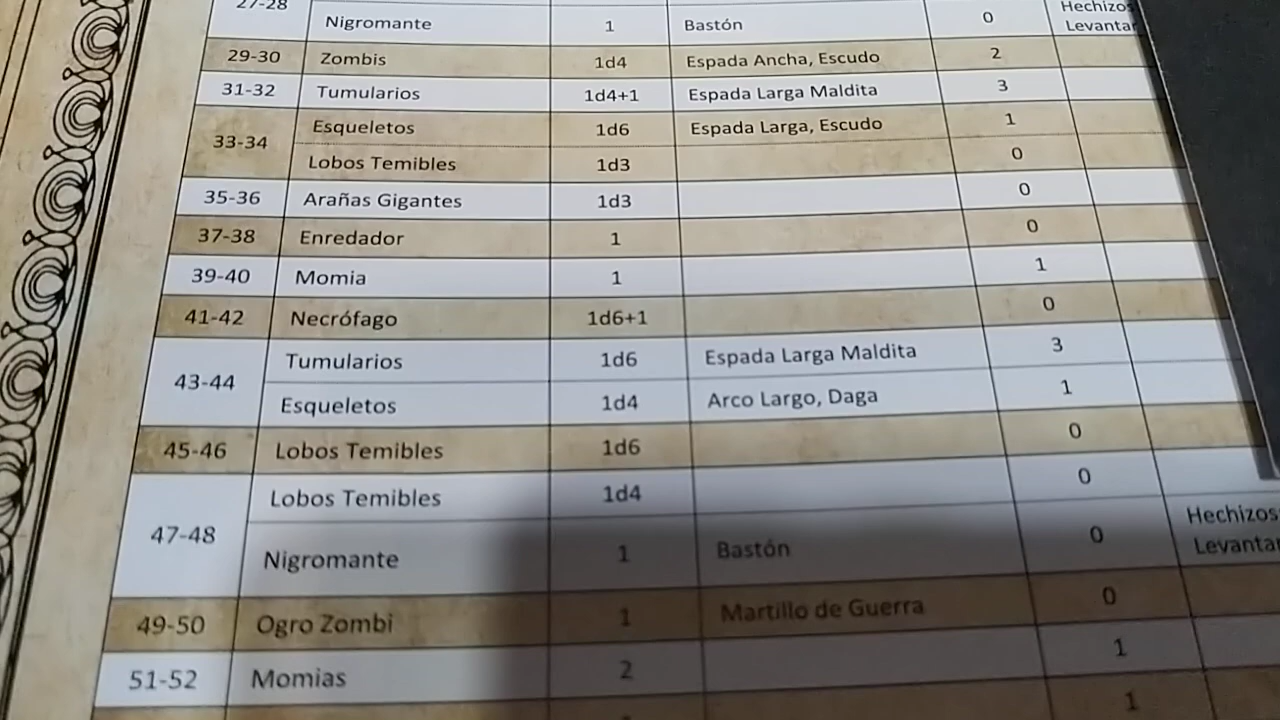 27-28
Nigromante 1 Bastón 0 Hechizos
Levantar
29-30 Zombis 1d4 Espada Ancha, Escudo 2
31-32 Tumularios 1d4+1 Espada Larga Maldita 3
33-34
Esqueletos 1d6 Espada Larga, Escudo 1
Lobos Temibles 1d3 0
35-36 Arañas Gigantes 1d3 0
37-38 Enredador 1 0
39-40 Momia 1 1
41-42 Necrófago 1d6+1 0
43-44
Tumularios 1d6 Espada Larga Maldita 3
Esqueletos 1d4 Arco Largo, Daga 1
45-46 Lobos Temibles 1d6 0
47-48
Lobos Temibles 1d4 0
Nigromante 1 Bastón 0 Hechizos
Levantar
49-50 Ogro Zombi 1 Martillo de Guerra 0
51-52 Momias 2 1
1